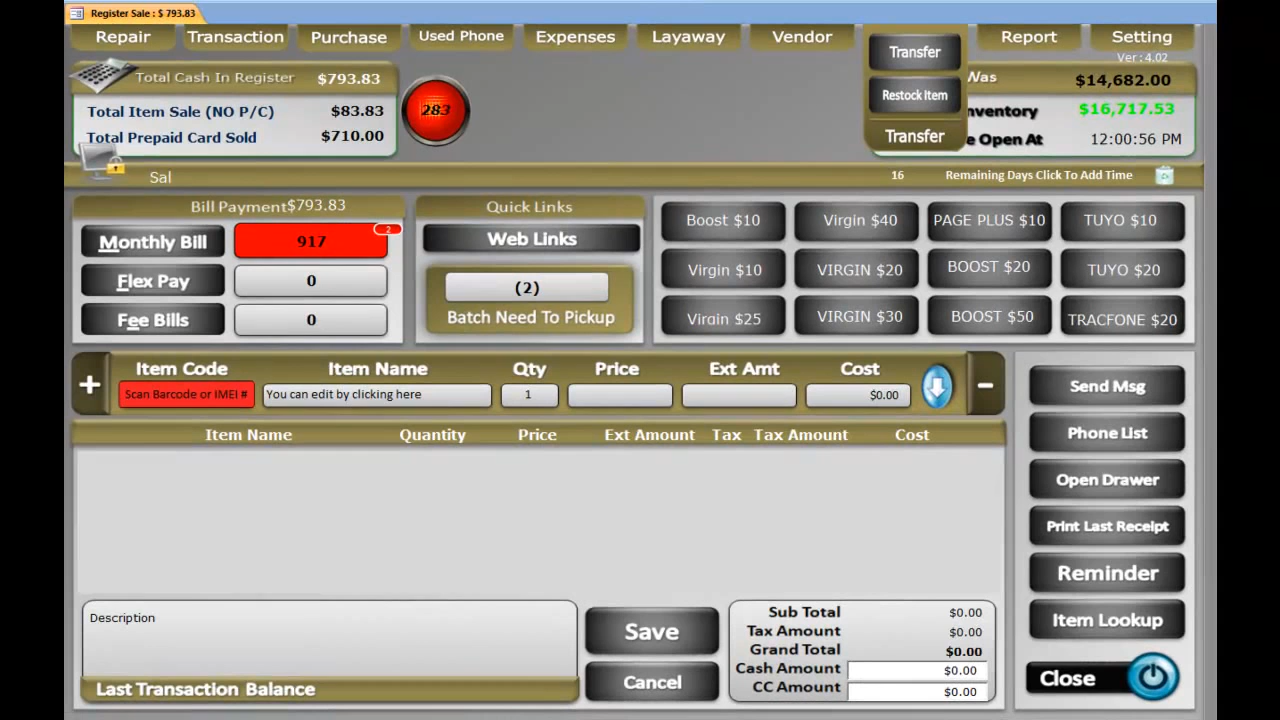 Register Sale : $ 793.83
Repair Transaction Purchase Used Phone Expenses Layaway Vendor Transfer Report Setting
Ver : 4.02
Total Cash In Register $793.83
Total Item Sale (NO P/C) $83.83
Total Prepaid Card Sold $710.00
283
Restock Item
Transfer
Was $14,682.00
nventory $16,717.53
e Open At 12:00:56 PM
Sal
16 Remaining Days Click To Add Time
Bill Payment$793.83
Monthly Bill 917 2
Flex Pay 0
Fee Bills 0
Quick Links
Web Links
(2)
Batch Need To Pickup
Boost $10 Virgin $40 PAGE PLUS $10 TUYO $10
Virgin $10 VIRGIN $20 BOOST $20 TUYO $20
Virgin $25 VIRGIN $30 BOOST $50 TRACFONE $20
+ Item Code Item Name Qty Price Ext Amt Cost −
Scan Barcode or IMEI # You can edit by clicking here 1 $0.00
Item Name Quantity Price Ext Amount Tax Tax Amount Cost
Send Msg
Phone List
Open Drawer
Print Last Receipt
Reminder
Item Lookup
Close
Description
Last Transaction Balance
Save
Cancel
Sub Total $0.00
Tax Amount $0.00
Grand Total $0.00
Cash Amount $0.00
CC Amount $0.00